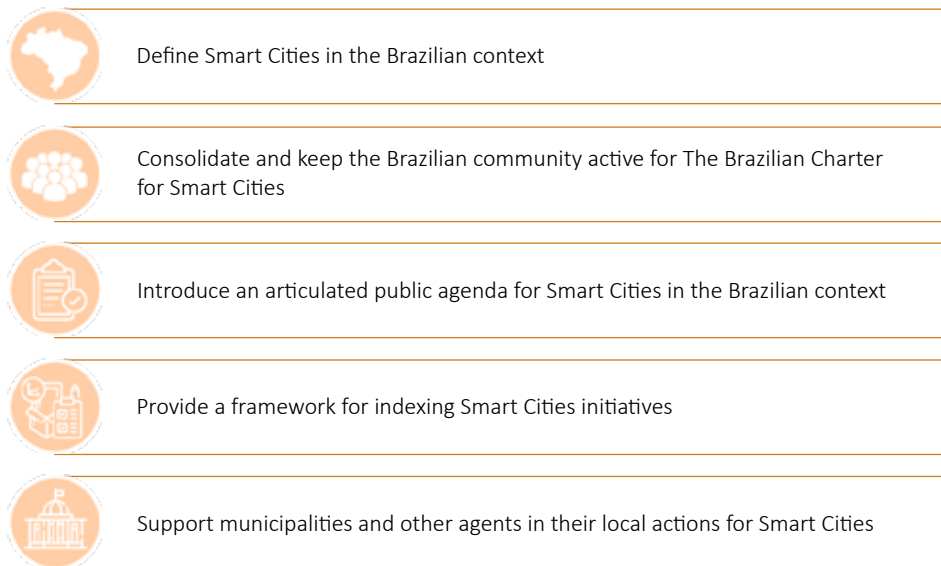 Define Smart Cities in the Brazilian context
Consolidate and keep the Brazilian community active for The Brazilian Charter
for Smart Cities
Introduce an articulated public agenda for Smart Cities in the Brazilian context
Provide a framework for indexing Smart Cities initiatives
Support municipalities and other agents in their local actions for Smart Cities